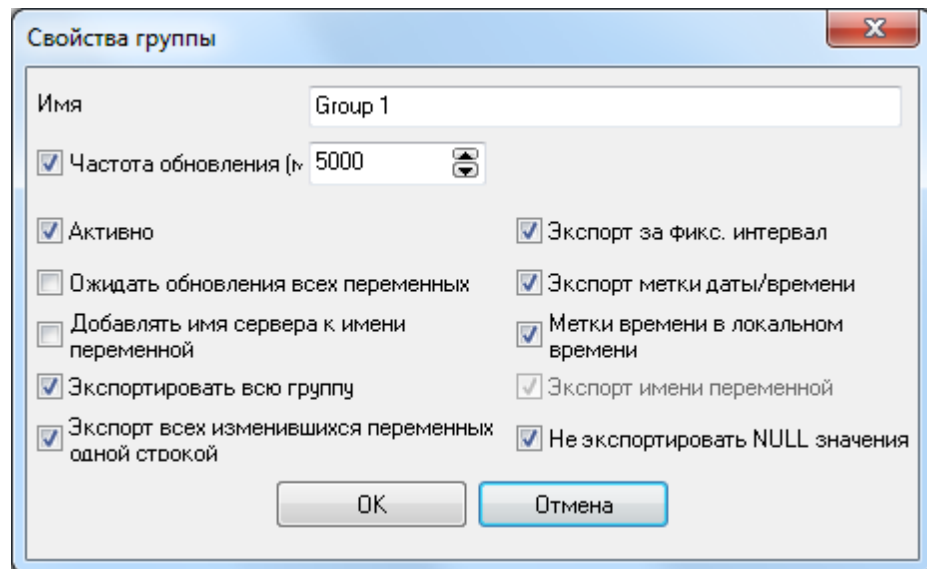 Свойства группы
Имя
Group 1
Частота обновления (м
5000
Активно
Экспорт за фикс. интервал
Ожидать обновления всех переменных
Экспорт метки даты/времени
Добавлять имя сервера к имени
переменной
Метки времени в локальном
времени
Экспортировать всю группу
Экспорт имени переменной
Экспорт всех изменившихся переменных
одной строкой
Не экспортировать NULL значения
OK
Отмена